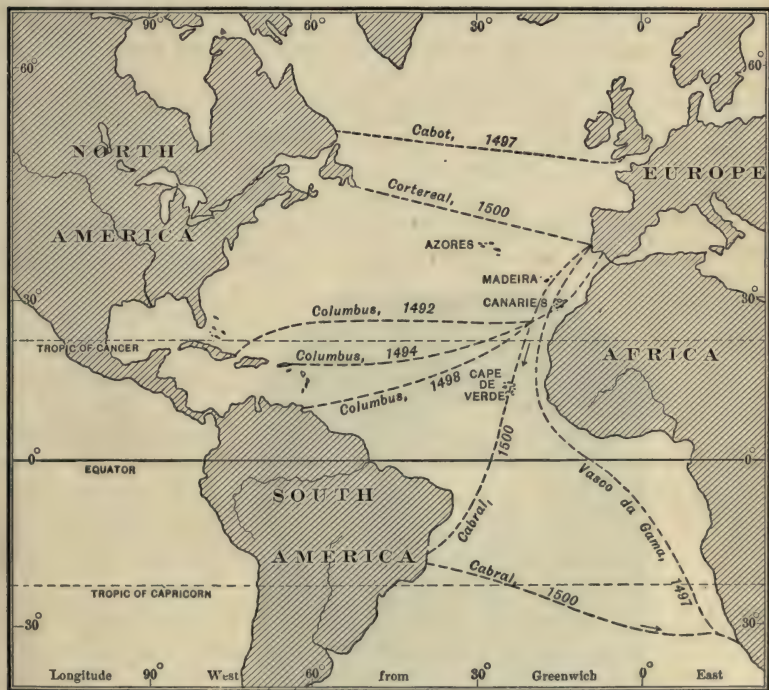 90°
60°
30°
0°
60°
60°
Cabot, 1497
NORTH
EUROPE
Cortereal, 1500
AMERICA
AZORES
MADEIRA
30°
CANARIES
30°
Columbus, 1492
TROPIC OF CANCER
Columbus, 1494
AFRICA
CAPE
DE
VERDE
Columbus, 1498
1500
0°
0°
EQUATOR
Vasco da Gama,
SOUTH
Cabral,
AMERICA
Cabral,
TROPIC OF CAPRICORN
1500
1497
30°
30°
Longitude 90° West 60° from 30° Greenwich 0° East